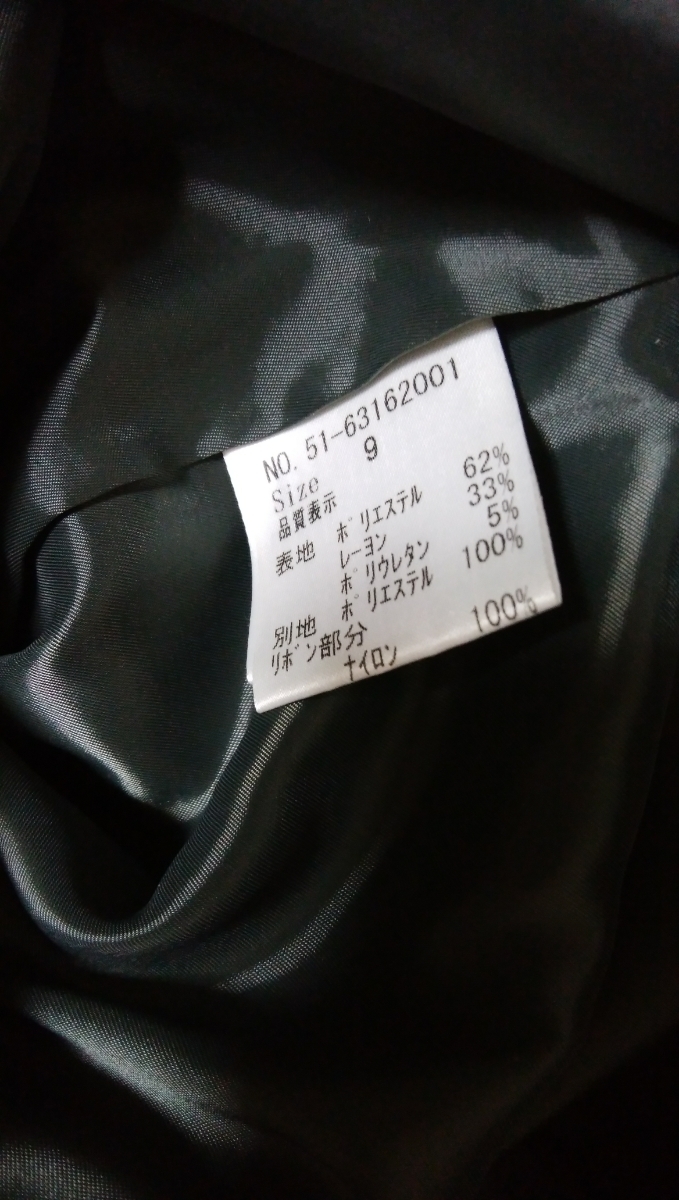 NO. 51-63162001
Size 9
品質表示
表地 ポリエステル 62%
レーヨン 33%
ポリウレタン 5%
ポリエステル 100%
別地
リボン部分
ナイロン 100%